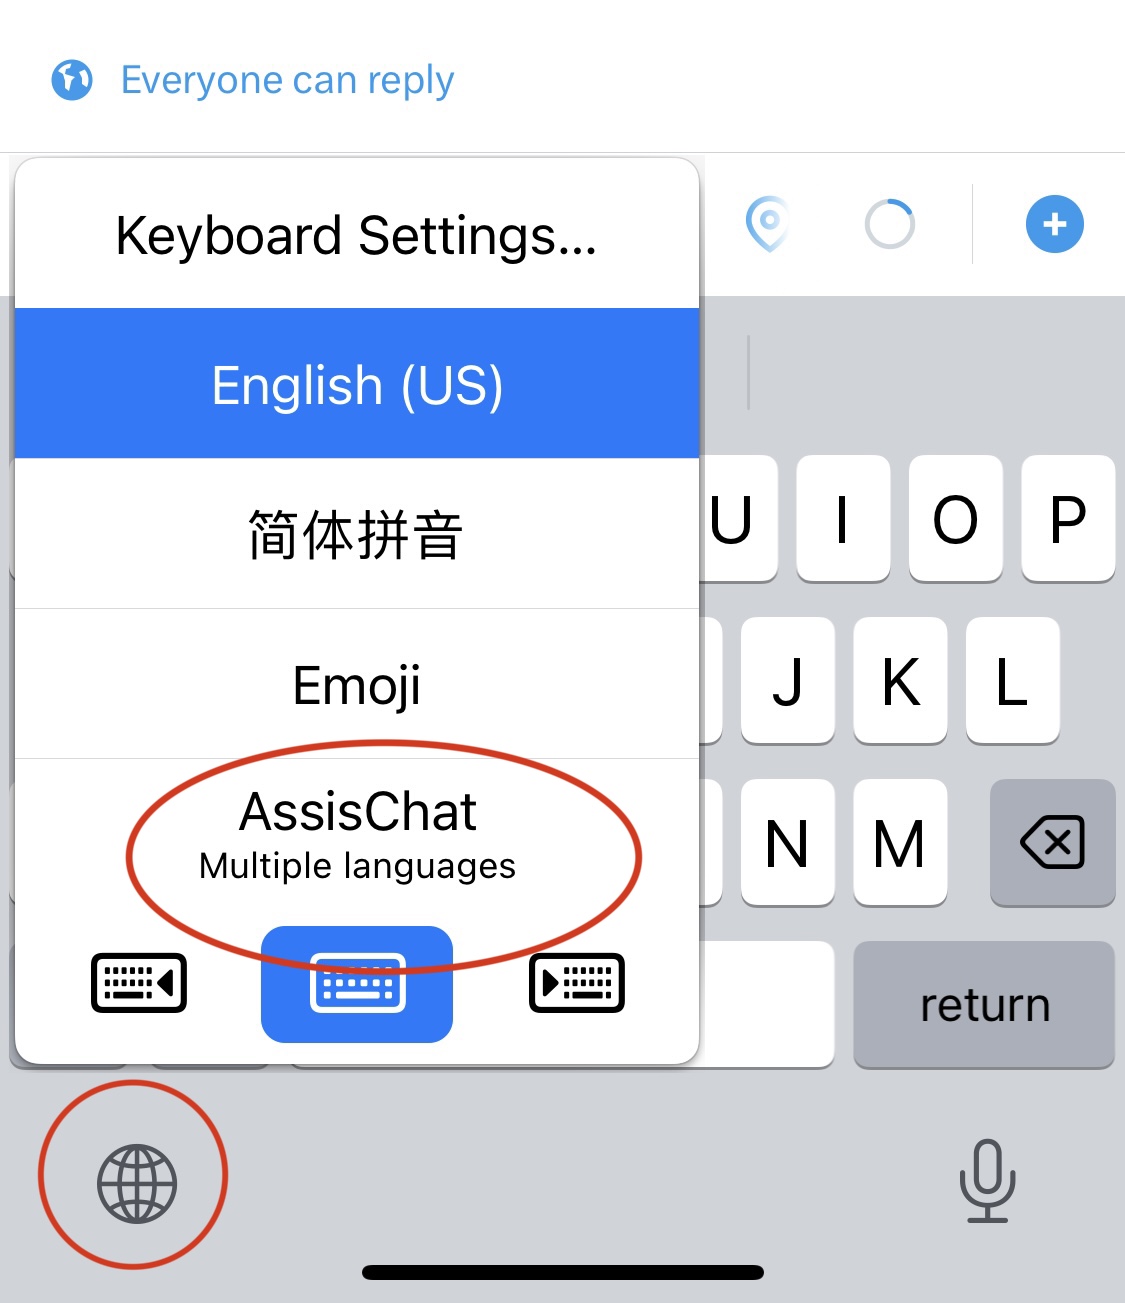 Everyone can reply
Keyboard Settings...
English (US)
简体拼音
Emoji
AssisChat
Multiple languages
U I O P
J K L
N M
return